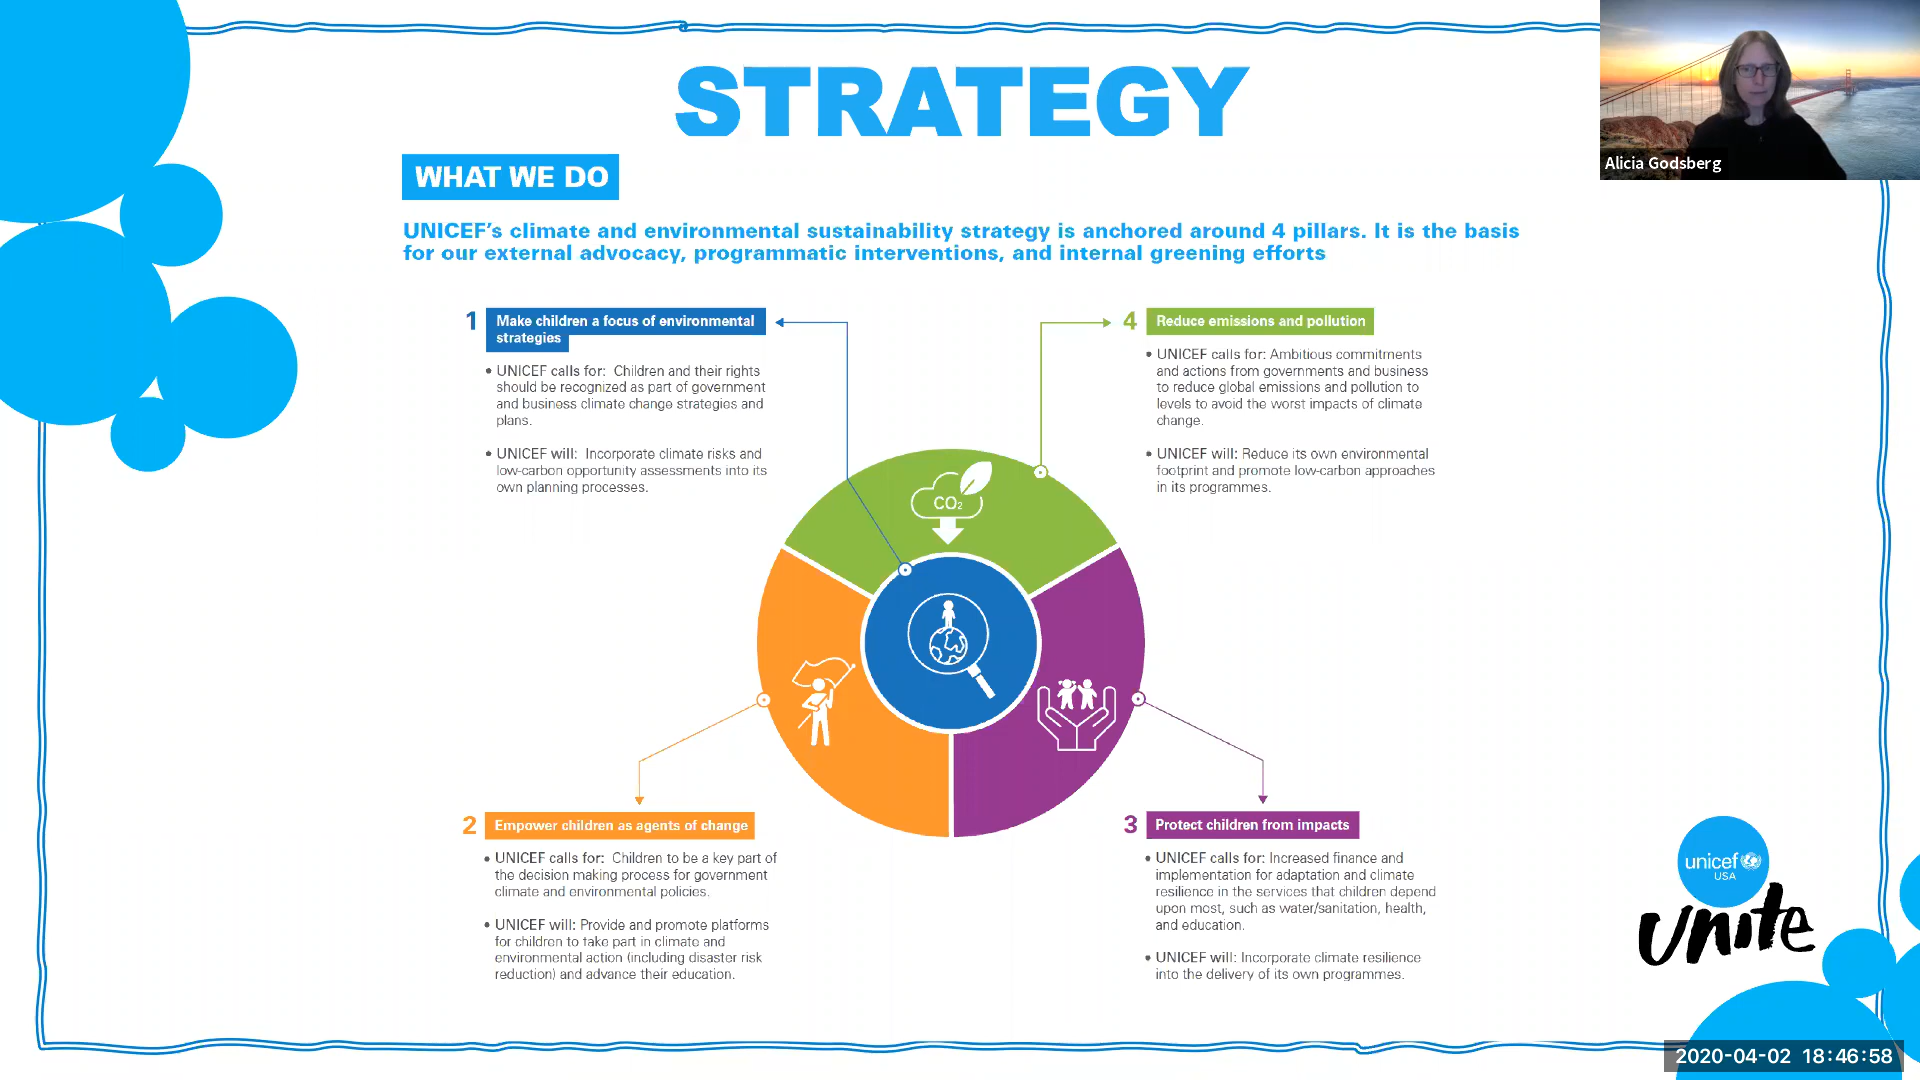 STRATEGY
WHAT WE DO
UNICEF's climate and environmental sustainability strategy is anchored around 4 pillars. It is the basis
for our external advocacy, programmatic interventions, and internal greening efforts
1 Make children a focus of environmental
strategies
• UNICEF calls for: Children and their rights
should be recognized as part of government
and business climate change strategies and
plans.
• UNICEF will: Incorporate climate risks and
low-carbon opportunity assessments into its
own planning processes.
4 Reduce emissions and pollution
• UNICEF calls for: Ambitious commitments
and actions from governments and business
to reduce global emissions and pollution to
levels to avoid the worst impacts of climate
change.
• UNICEF will: Reduce its own environmental
footprint and promote low-carbon approaches
in its programmes.
CO₂
2 Empower children as agents of change
• UNICEF calls for: Children to be a key part of
the decision making process for government
climate and environmental policies.
• UNICEF will: Provide and promote platforms
for children to take part in climate and
environmental action (including disaster risk
reduction) and advance their education.
3 Protect children from impacts
• UNICEF calls for: Increased finance and
implementation for adaptation and climate
resilience in the services that children depend
upon most, such as water/sanitation, health,
and education.
• UNICEF will: Incorporate climate resilience
into the delivery of its own programmes.
Alicia Godsberg
unicef
USA
unite
2020-04-02 18:46:58